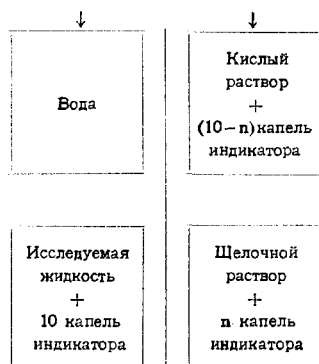 Вода
Кислый
раствор
+
(10−n) капель
индикатора
Исследуемая
жидкость
+
10 капель
индикатора
Щелочной
раствор
+
n капель
индикатора